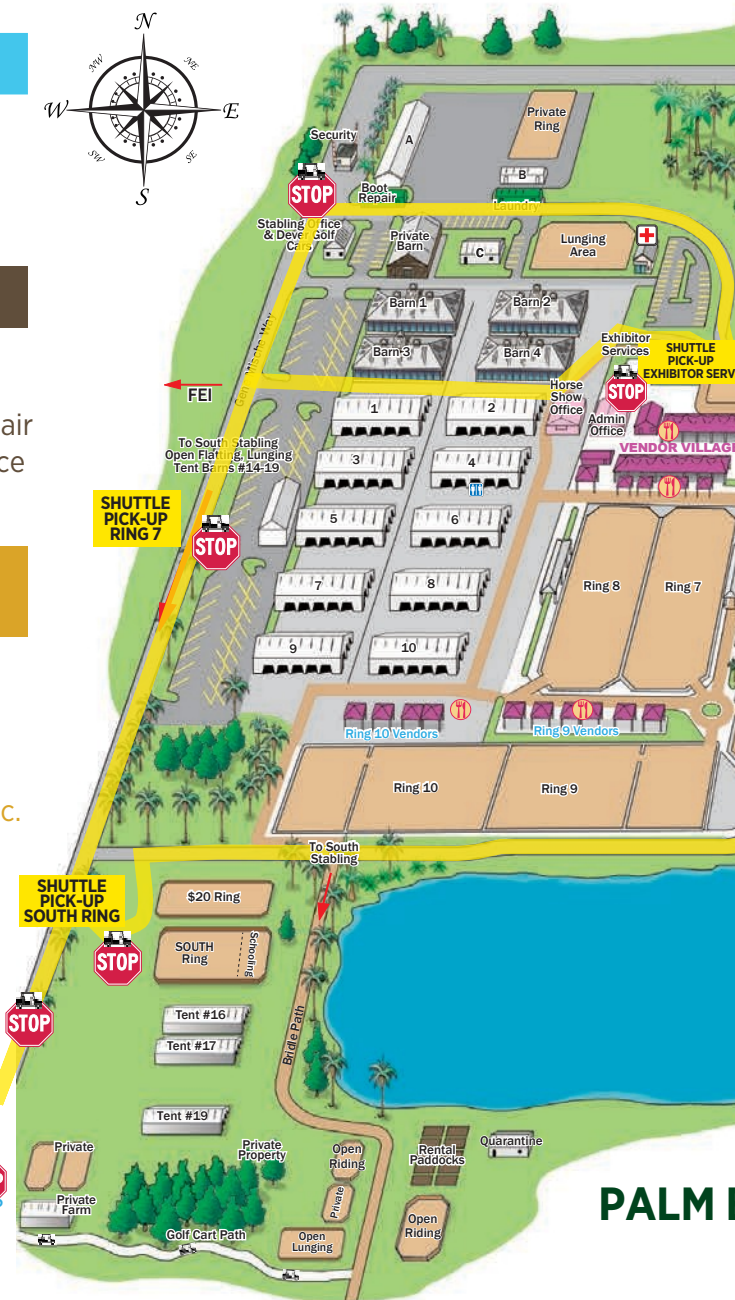 N
NW
NE
W
E
SW
SE
S
Security
A
Private
Ring
B
STOP
Boot
Repair
Laundry
Stabling Office
& Dever Golf
Cars
Private
Barn
C
Lunging
Area
Barn 1
Barn 2
Barn 3
Barn 4
Exhibitor
Services
SHUTTLE
PICK-UP
EXHIBITOR SERV
STOP
FEI
Horse
Show
Office
Admin
Office
1
2
air
ce
To South Stabling
Open Flatting, Lunging
Tent Barns #14-19
VENDOR VILLAGE
3
4
SHUTTLE
PICK-UP
RING 7
STOP
5
6
7
8
Ring 8
Ring 7
9
10
Ring 10 Vendors
Ring 9 Vendors
Ring 10
Ring 9
c.
To South
Stabling
SHUTTLE
PICK-UP
SOUTH RING
$20 Ring
STOP
SOUTH
Ring
Schooling
STOP
Tent #16
Tent #17
Bridle Path
Tent #19
Private
Private
Property
Open
Riding
Rental
Paddocks
Quarantine
Private
Farm
Private
Open
Riding
Golf Cart Path
Open
Lunging
PALM